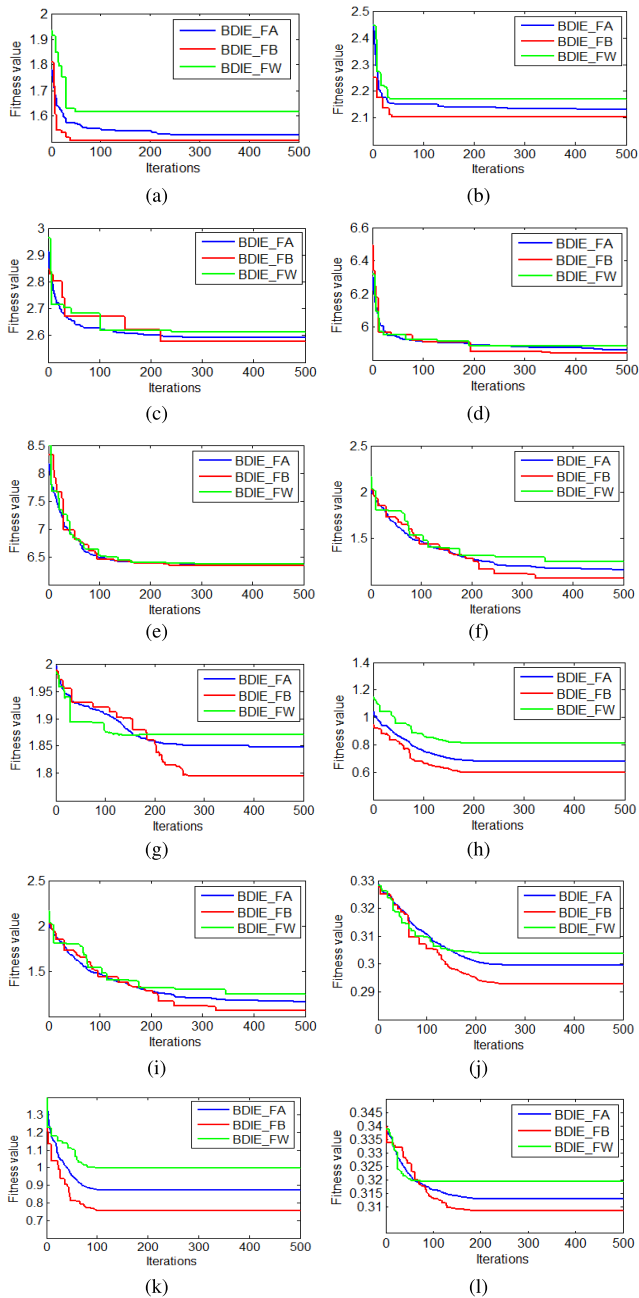 2
1.9
1.8
1.7
1.6
Fitness value
BDIE_FA
BDIE_FB
BDIE_FW
0 100 200 300 400 500
Iterations
(a)
2.5
2.4
2.3
2.2
2.1
Fitness value
BDIE_FA
BDIE_FB
BDIE_FW
0 100 200 300 400 500
Iterations
(b)
3
2.9
2.8
2.7
2.6
Fitness value
BDIE_FA
BDIE_FB
BDIE_FW
0 100 200 300 400 500
Iterations
(c)
6.6
6.4
6.2
6
Fitness value
BDIE_FA
BDIE_FB
BDIE_FW
0 100 200 300 400 500
Iterations
(d)
8.5
8
7.5
7
6.5
Fitness value
BDIE_FA
BDIE_FB
BDIE_FW
0 100 200 300 400 500
Iterations
(e)
2.5
2
1.5
Fitness value
BDIE_FA
BDIE_FB
BDIE_FW
0 100 200 300 400 500
Iterations
(f)
2
1.95
1.9
1.85
1.8
Fitness value
BDIE_FA
BDIE_FB
BDIE_FW
0 100 200 300 400 500
Iterations
(g)
1.4
1.2
1
0.8
0.6
Fitness value
BDIE_FA
BDIE_FB
BDIE_FW
0 100 200 300 400 500
Iterations
(h)
2.5
2
1.5
Fitness value
BDIE_FA
BDIE_FB
BDIE_FW
0 100 200 300 400 500
Iterations
(i)
0.33
0.32
0.31
0.3
0.29
Fitness value
BDIE_FA
BDIE_FB
BDIE_FW
0 100 200 300 400 500
Iterations
(j)
1.3
1.2
1.1
1.0
0.9
0.8
0.7
Fitness value
BDIE_FA
BDIE_FB
BDIE_FW
0 100 200 300 400 500
Iterations
(k)
0.345
0.34
0.335
0.33
0.325
0.32
0.315
0.31
Fitness value
BDIE_FA
BDIE_FB
BDIE_FW
0 100 200 300 400 500
Iterations
(l)